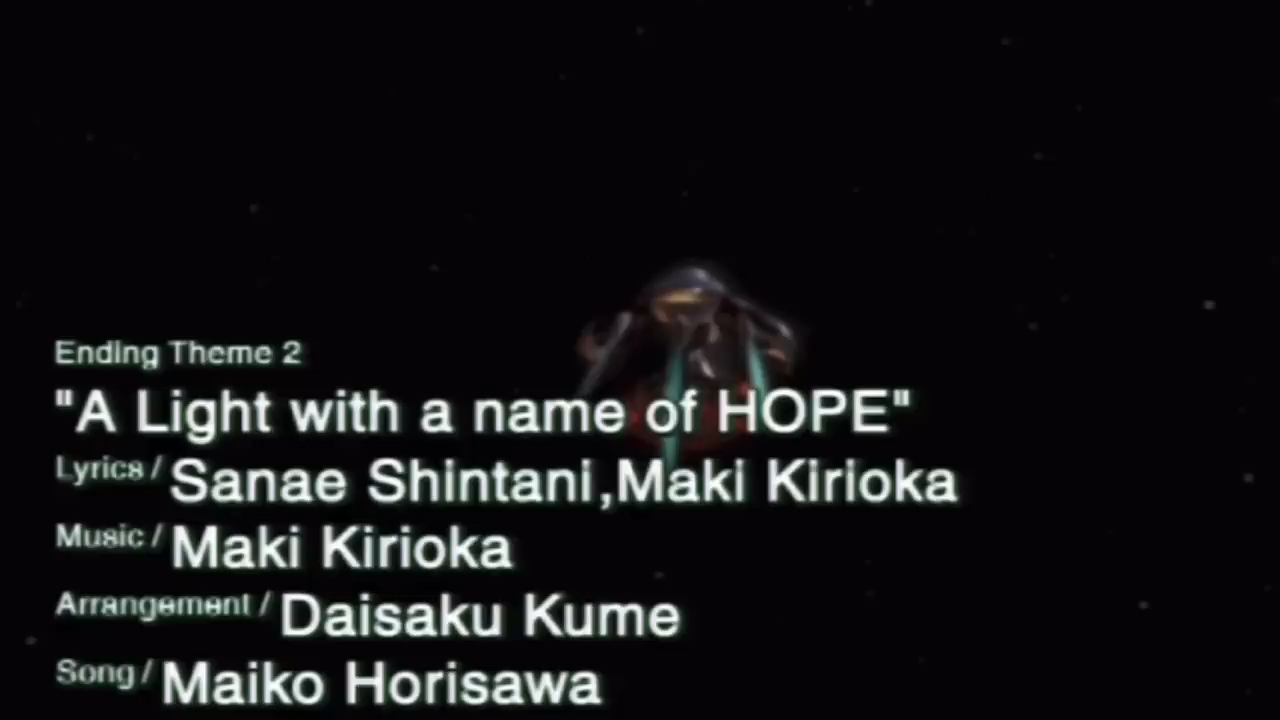 Ending Theme 2
"A Light with a name of HOPE"
Lyrics / Sanae Shintani,Maki Kirioka
Music / Maki Kirioka
Arrangement / Daisaku Kume
Song / Maiko Horisawa